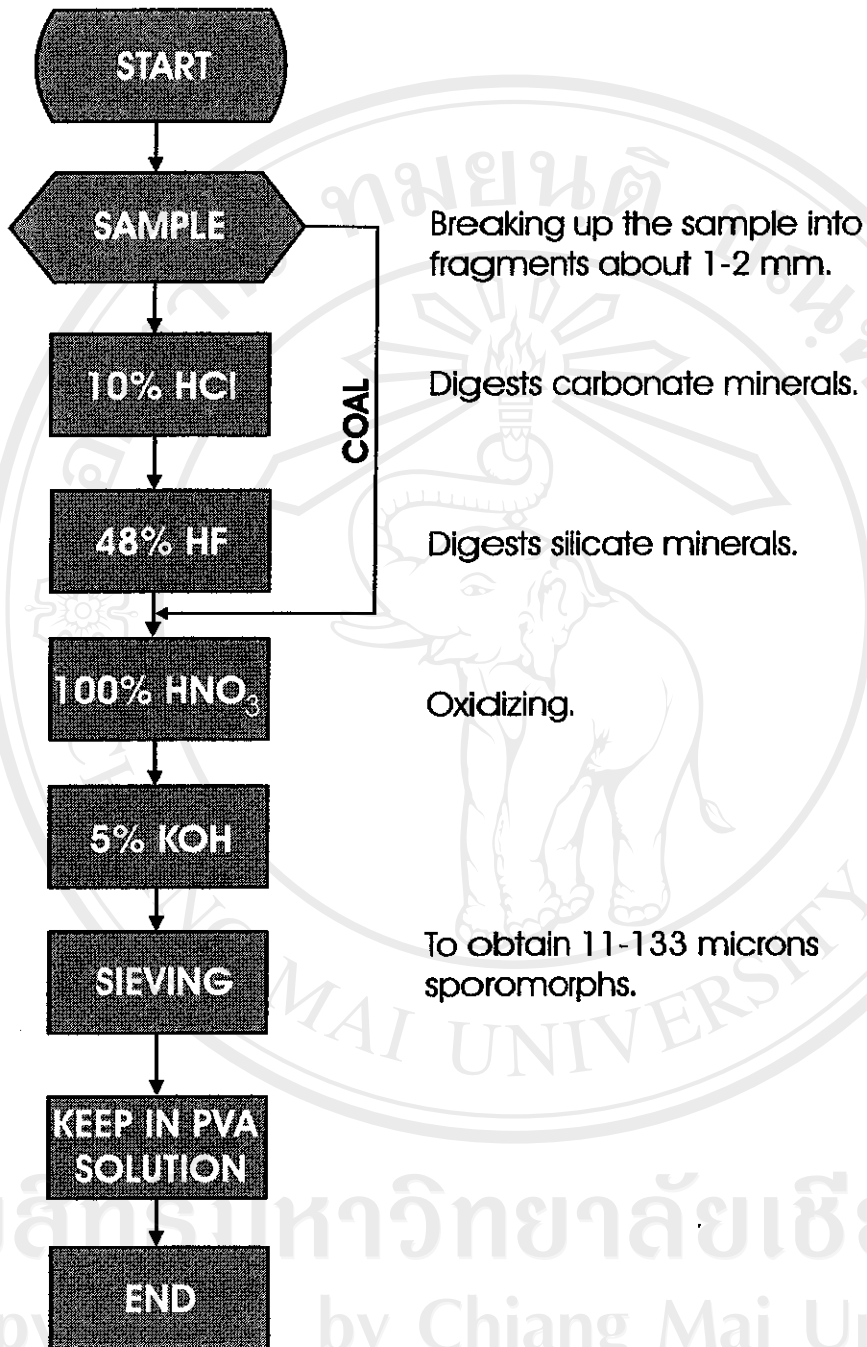 START
SAMPLE
Breaking up the sample into
fragments about 1-2 mm.
10% HCl
Digests carbonate minerals.
COAL
48% HF
Digests silicate minerals.
100% HNO₃
Oxidizing.
5% KOH
SIEVING
To obtain 11-133 microns
sporomorphs.
KEEP IN PVA
SOLUTION
END
MAI UNIVERSITY
by Chiang Mai